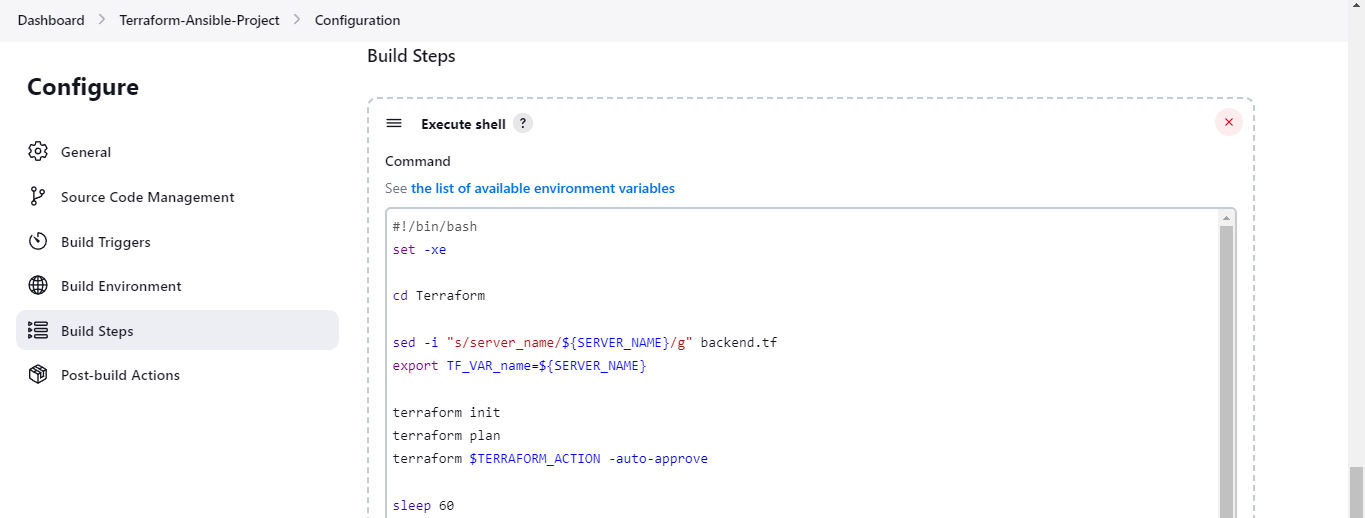 Dashboard > Terraform-Ansible-Project > Configuration
Configure
General
Source Code Management
Build Triggers
Build Environment
Build Steps
Post-build Actions
Build Steps
Execute shell ?
Command
See the list of available environment variables
#!/bin/bash
set -xe
cd Terraform
sed -i "s/server_name/${SERVER_NAME}/g" backend.tf
export TF_VAR_name=${SERVER_NAME}
terraform init
terraform plan
terraform $TERRAFORM_ACTION -auto-approve
sleep 60